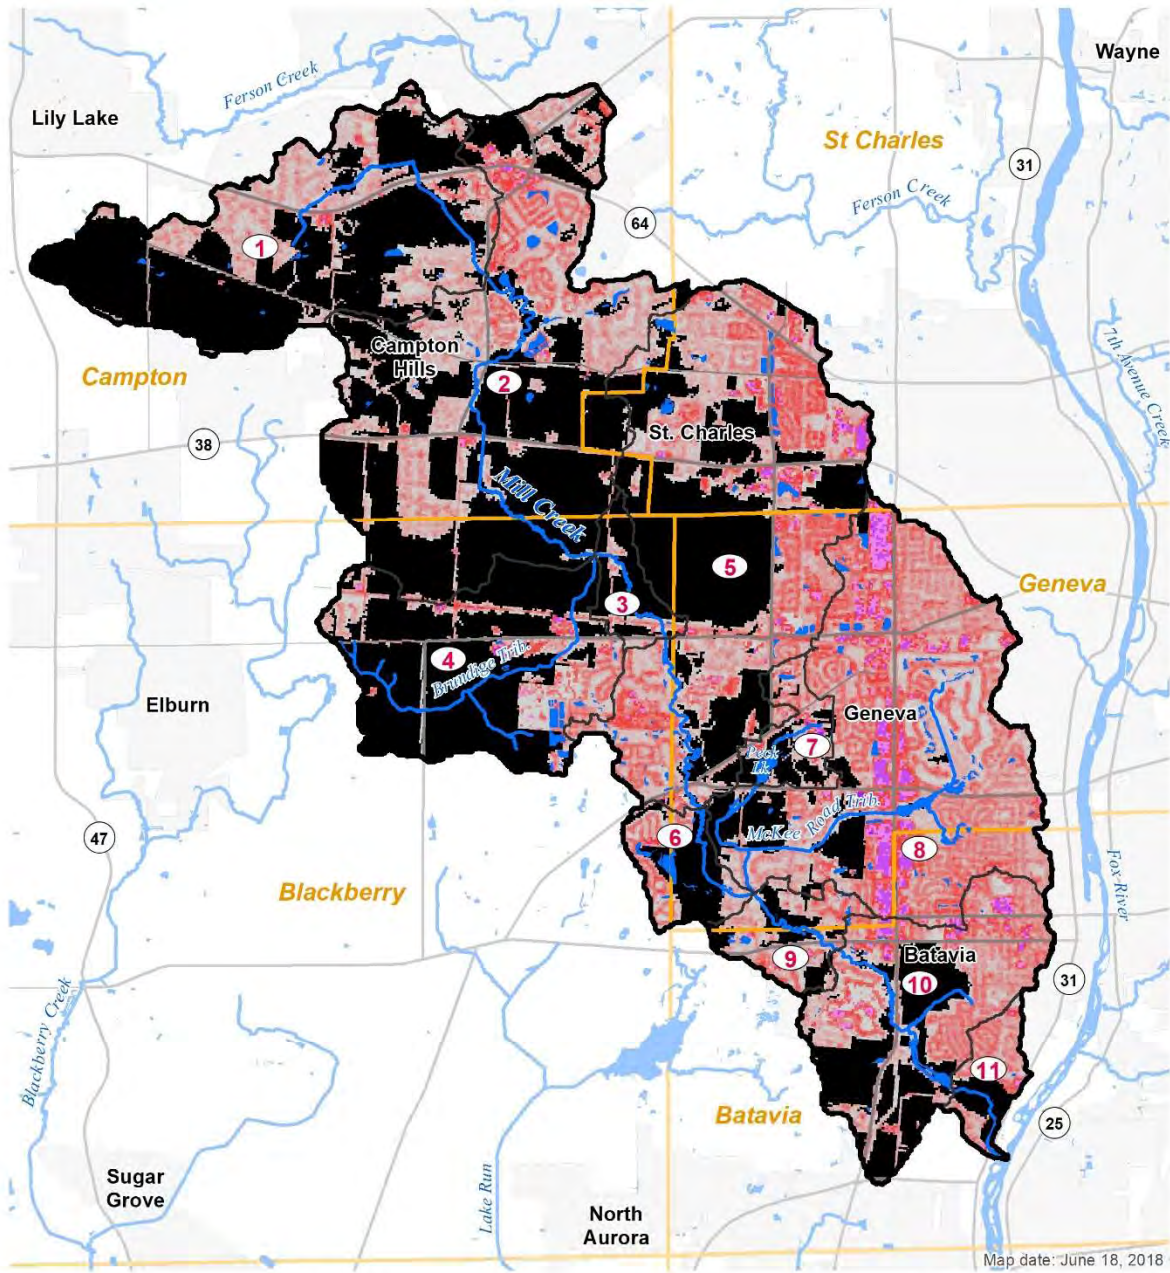 Wayne
Ferson Creek
Lily Lake
St Charles
31
Ferson Creek
64
1
7th Avenue Creek
Campton
Hills
Campton
2
St. Charles
38
Mill Creek
5
Geneva
3
4
Brundige Trib.
Elburn
Geneva
7
Peck
Lk.
McKee Road Trib.
47
6
8
Blackberry
Fox River
Batavia
9
10
31
Blackberry Creek
11
Batavia
25
Sugar
Grove
Lake Run
North
Aurora
Map date: June 18, 2018